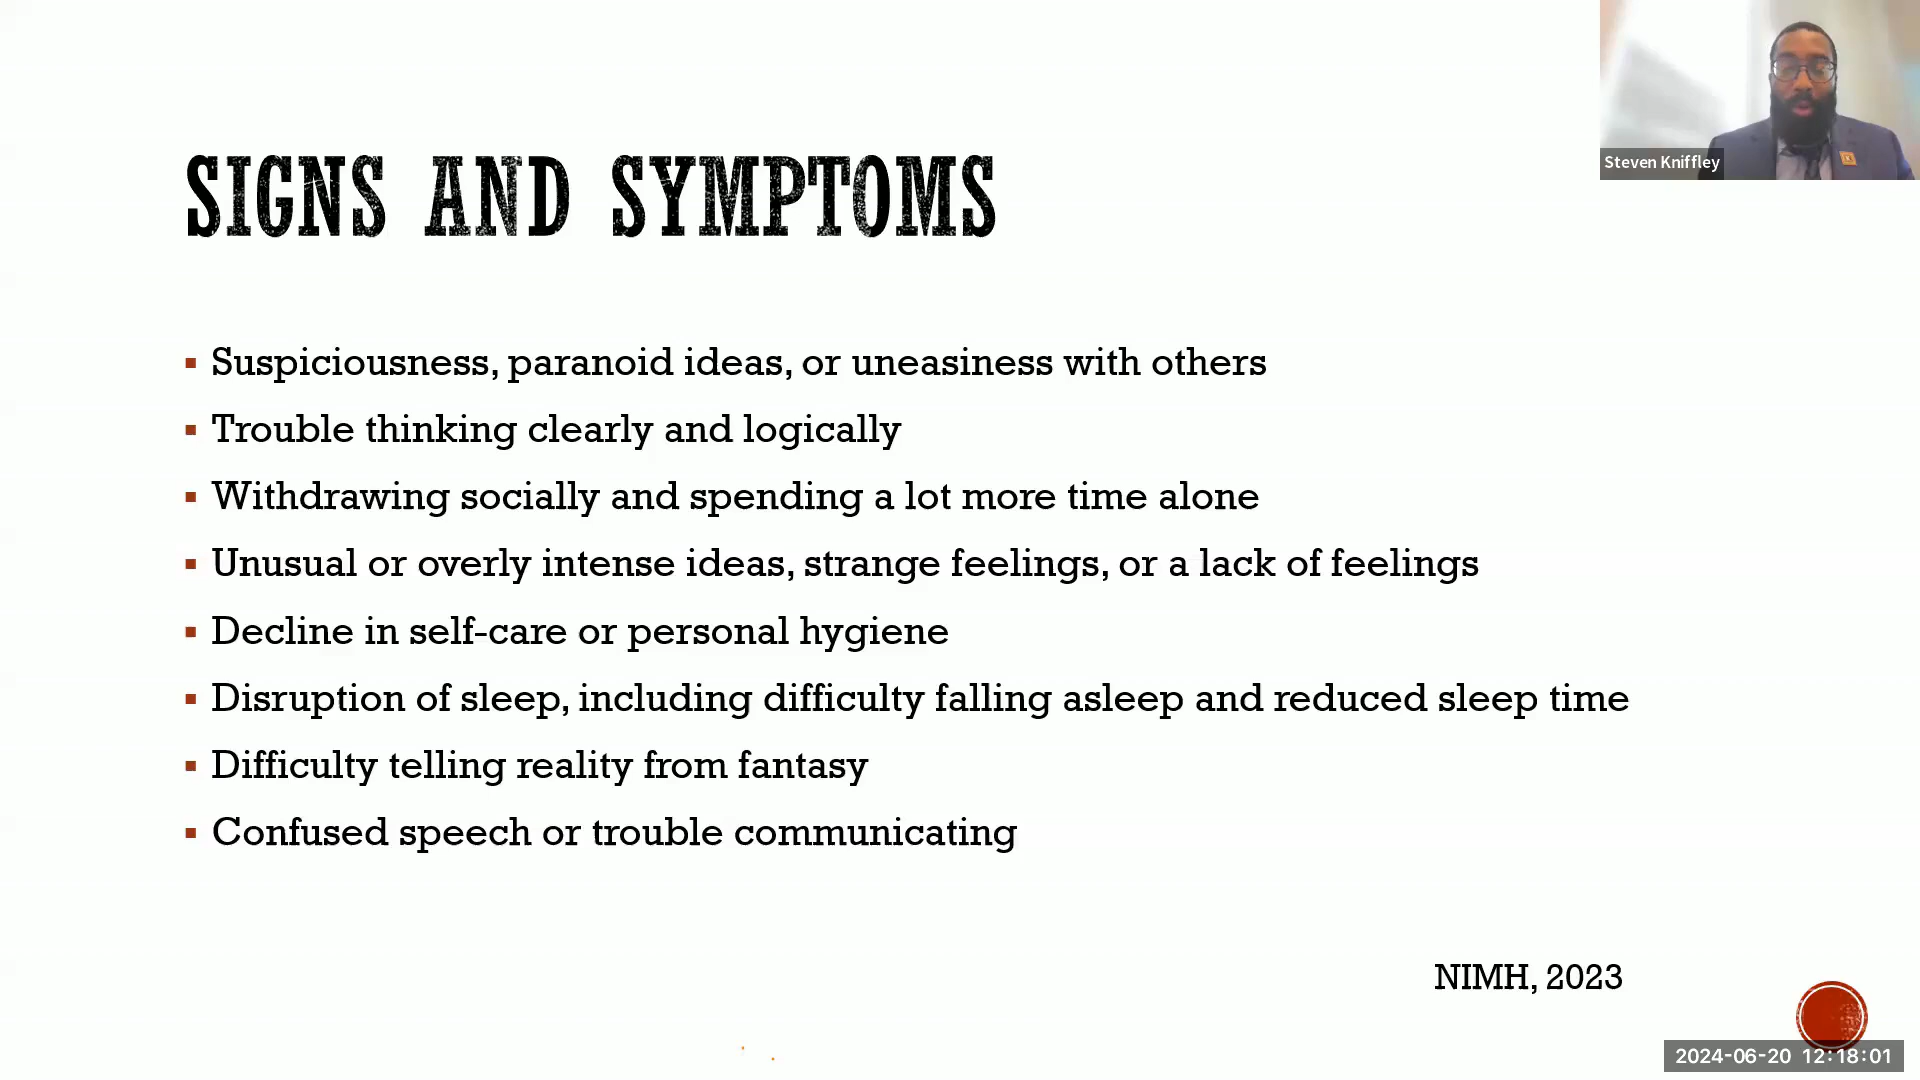 Steven Kniffley
SIGNS AND SYMPTOMS
▪ Suspiciousness, paranoid ideas, or uneasiness with others
▪ Trouble thinking clearly and logically
▪ Withdrawing socially and spending a lot more time alone
▪ Unusual or overly intense ideas, strange feelings, or a lack of feelings
▪ Decline in self-care or personal hygiene
▪ Disruption of sleep, including difficulty falling asleep and reduced sleep time
▪ Difficulty telling reality from fantasy
▪ Confused speech or trouble communicating
NIMH, 2023
2024-06-20 12:18:01